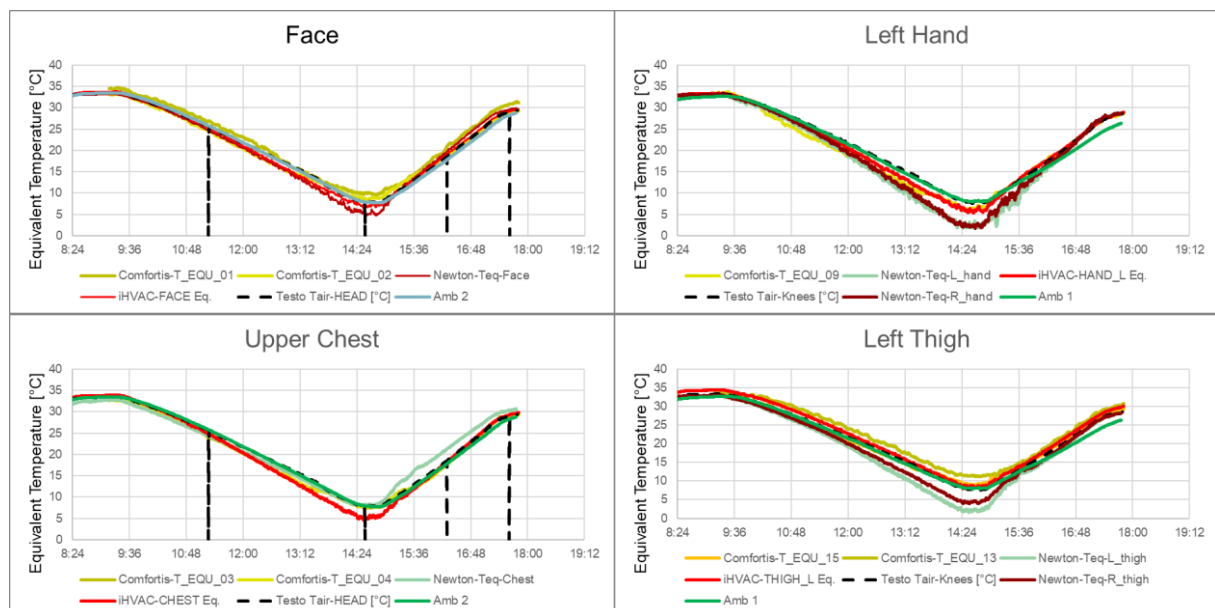 Face
Equivalent Temperature [°C]
40
35
30
25
20
15
10
5
0
8:24 9:36 10:48 12:00 13:12 14:24 15:36 16:48 18:00 19:12
Comfortis-T_EQU_01 Comfortis-T_EQU_02 Newton-Teq-Face
iHVAC-FACE Eq. Testo Tair-HEAD [°C] Amb 2
Left Hand
Equivalent Temperature [°C]
40
35
30
25
20
15
10
5
0
8:24 9:36 10:48 12:00 13:12 14:24 15:36 16:48 18:00 19:12
Comfortis-T_EQU_09 Newton-Teq-L_hand iHVAC-HAND_L Eq.
Testo Tair-Knees [°C] Newton-Teq-R_hand Amb 1
Upper Chest
Equivalent Temperature [°C]
40
35
30
25
20
15
10
5
0
8:24 9:36 10:48 12:00 13:12 14:24 15:36 16:48 18:00 19:12
Comfortis-T_EQU_03 Comfortis-T_EQU_04 Newton-Teq-Chest
iHVAC-CHEST Eq. Testo Tair-HEAD [°C] Amb 2
Left Thigh
Equivalent Temperature [°C]
40
35
30
25
20
15
10
5
0
8:24 9:36 10:48 12:00 13:12 14:24 15:36 16:48 18:00 19:12
Comfortis-T_EQU_15 Comfortis-T_EQU_13 Newton-Teq-L_thigh
iHVAC-THIGH_L Eq. Testo Tair-Knees [°C] Newton-Teq-R_thigh
Amb 1